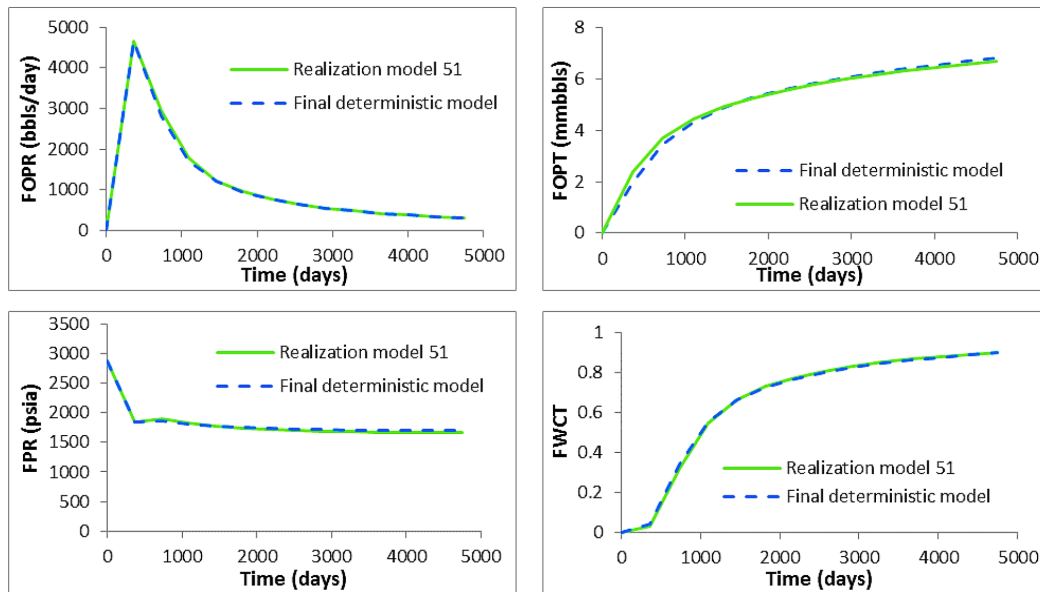 FOPR (bbls/day)
5000
4000
3000
2000
1000
0
0 1000 2000 3000 4000 5000
Time (days)
Realization model 51
Final deterministic model
FOPT (mmbbls)
8
6
4
2
0
0 1000 2000 3000 4000 5000
Time (days)
Final deterministic model
Realization model 51
FPR (psia)
3500
3000
2500
2000
1500
1000
500
0
0 1000 2000 3000 4000 5000
Time (days)
Realization model 51
Final deterministic model
FWCT
1
0.8
0.6
0.4
0.2
0
0 1000 2000 3000 4000 5000
Time (days)
Realization model 51
Final deterministic model